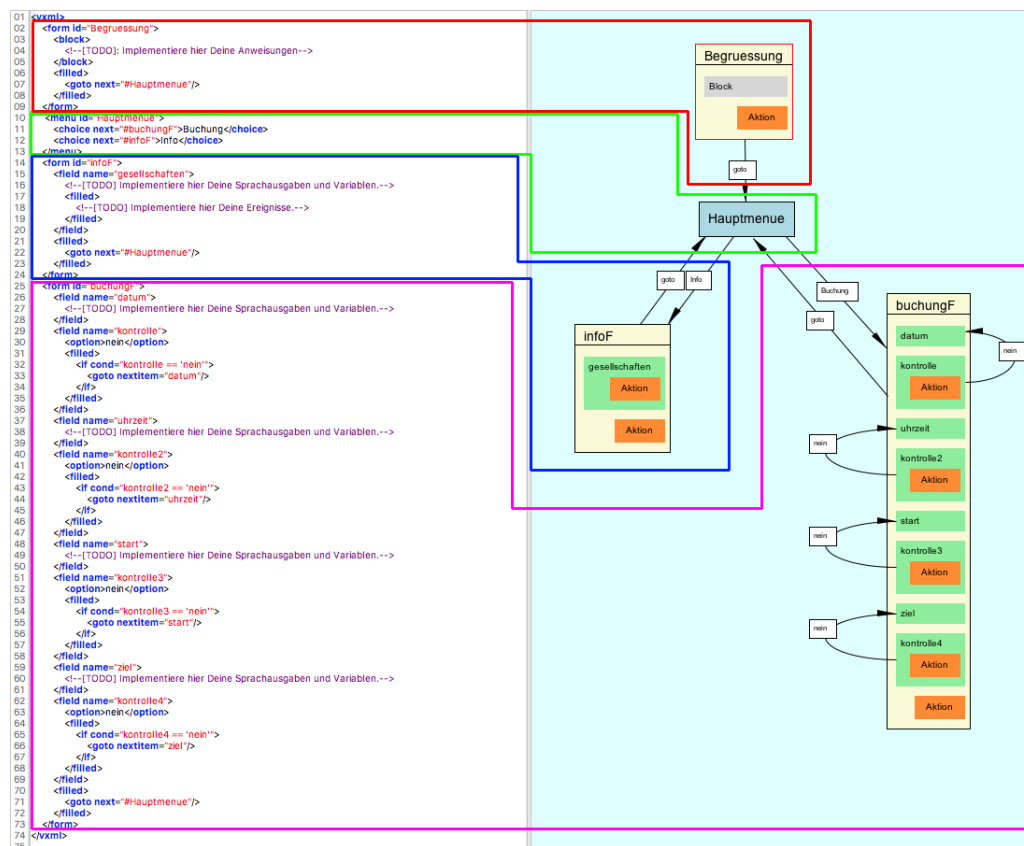 01 <vxml>
02 <form id="Begruessung">
03 <block>
04 <!--[TODO]: Implementiere hier Deine Anweisungen-->
05 </block>
06 <filled>
07 <goto next="#Hauptmenue"/>
08 </filled>
09 </form>
10 <menu id="Hauptmenue">
11 <choice next="#buchungF">Buchung</choice>
12 <choice next="#infoF">Info</choice>
13 </menu>
14 <form id="infoF">
15 <field name="gesellschaften">
16 <!--[TODO] Implementiere hier Deine Sprachausgaben und Variablen.-->
17 <filled>
18 <!--[TODO] Implementiere hier Deine Ereignisse.-->
19 </filled>
20 </field>
21 <filled>
22 <goto next="#Hauptmenue"/>
23 </filled>
24 </form>
25 <form id="buchungF">
26 <field name="datum">
27 <!--[TODO] Implementiere hier Deine Sprachausgaben und Variablen.-->
28 </field>
29 <field name="kontrolle">
30 <option>nein</option>
31 <filled>
32 <if cond="kontrolle == 'nein'">
33 <goto nextitem="datum"/>
34 </if>
35 </filled>
36 </field>
37 <field name="uhrzeit">
38 <!--[TODO] Implementiere hier Deine Sprachausgaben und Variablen.-->
39 </field>
40 <field name="kontrolle2">
41 <option>nein</option>
42 <filled>
43 <if cond="kontrolle2 == 'nein'">
44 <goto nextitem="uhrzeit"/>
45 </if>
46 </filled>
47 </field>
48 <field name="start">
49 <!--[TODO] Implementiere hier Deine Sprachausgaben und Variablen.-->
50 </field>
51 <field name="kontrolle3">
52 <option>nein</option>
53 <filled>
54 <if cond="kontrolle3 == 'nein'">
55 <goto nextitem="start"/>
56 </if>
57 </filled>
58 </field>
59 <field name="ziel">
60 <!--[TODO] Implementiere hier Deine Sprachausgaben und Variablen.-->
61 </field>
62 <field name="kontrolle4">
63 <option>nein</option>
64 <filled>
65 <if cond="kontrolle4 == 'nein'">
66 <goto nextitem="ziel"/>
67 </if>
68 </filled>
69 </field>
70 <filled>
71 <goto next="#Hauptmenue"/>
72 </filled>
73 </form>
74 </vxml>
Begruessung
Block
Aktion
goto
Hauptmenue
goto
Info
Buchung
goto
infoF
gesellschaften
Aktion
Aktion
buchungF
datum
nein
kontrolle
Aktion
uhrzeit
nein
kontrolle2
Aktion
start
nein
kontrolle3
Aktion
ziel
nein
kontrolle4
Aktion
Aktion